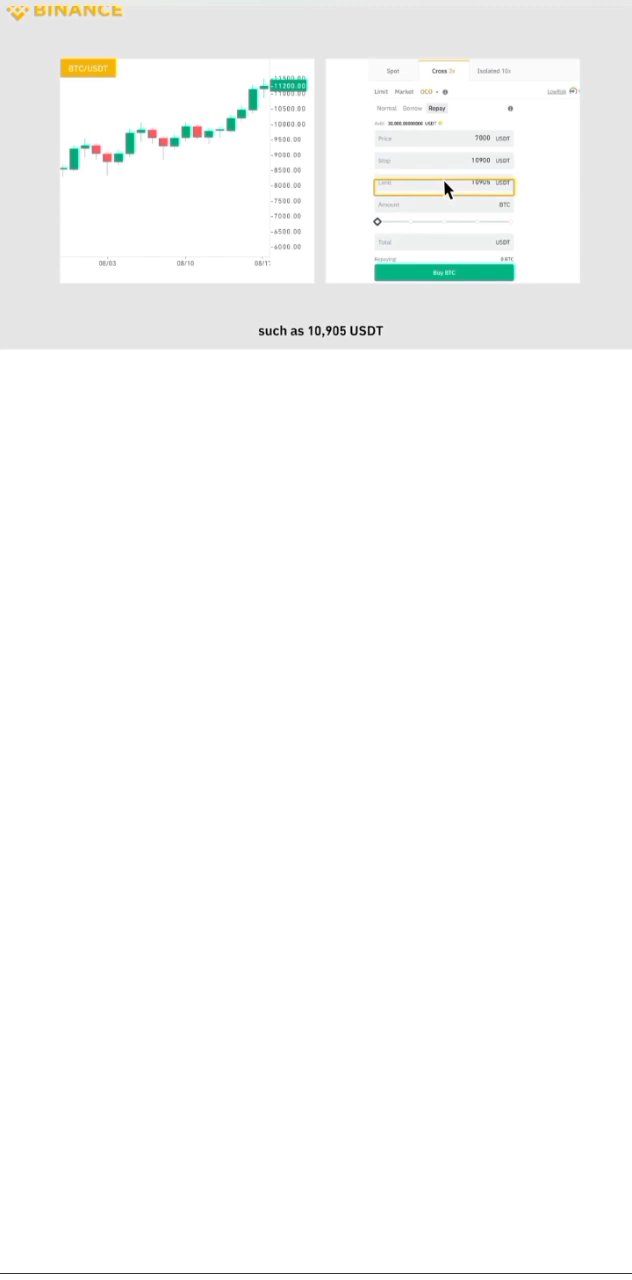 BINANCE
BTC/USDT
11200.00
-11000.00
-10500.00
-10000.00
-9500.00
-9000.00
-8500.00
-8000.00
-7500.00
-7000.00
-6500.00
-6000.00
08/03 08/10
Spot Cross 3x Isolated 10x
Limit Market OCO
Normal Borrow Repay
Price 7000 USDT
Stop 10900 USDT
Limit 10905 USDT
Amount BTC
Total USDT
Repaying: 0 BTC
Buy BTC
such as 10,905 USDT